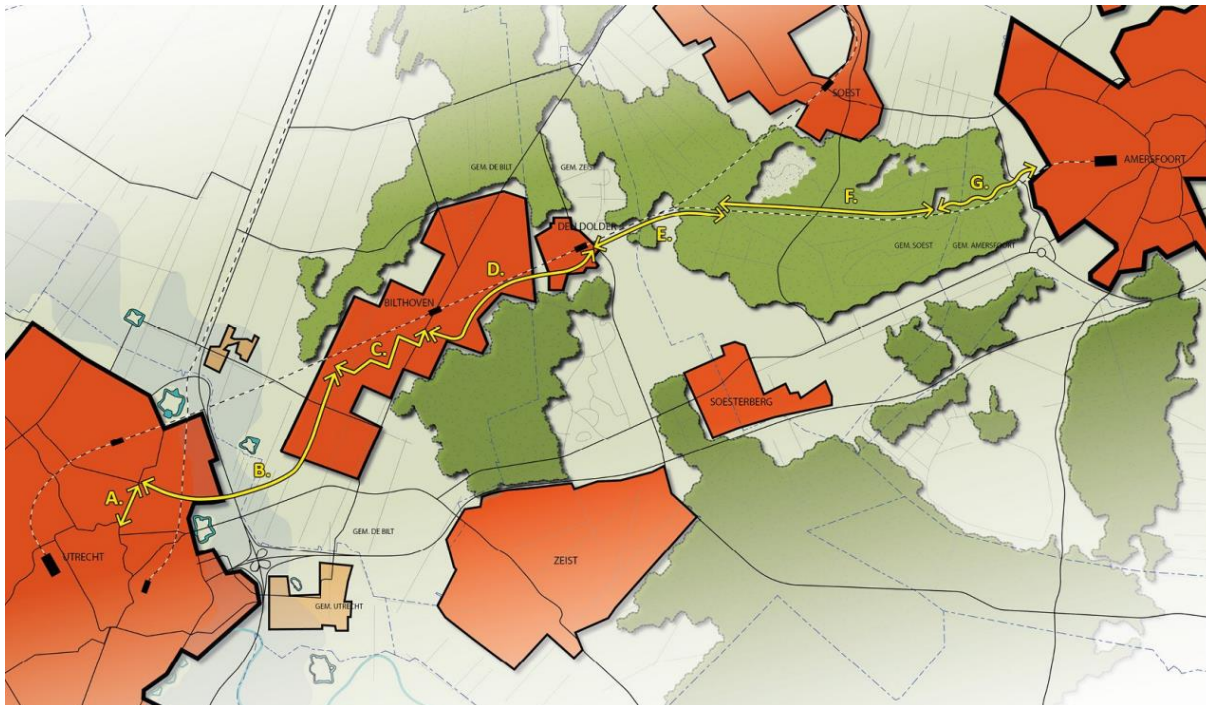 SOEST
AMERSFOORT
GEM. DE BILT
GEM. ZEIST
G.
F.
DEN DOLDER
E.
GEM. SOEST
GEM. AMERSFOORT
D.
BILTHOVEN
C.
SOESTERBERG
B.
A.
GEM. DE BILT
UTRECHT
ZEIST
GEM. UTRECHT